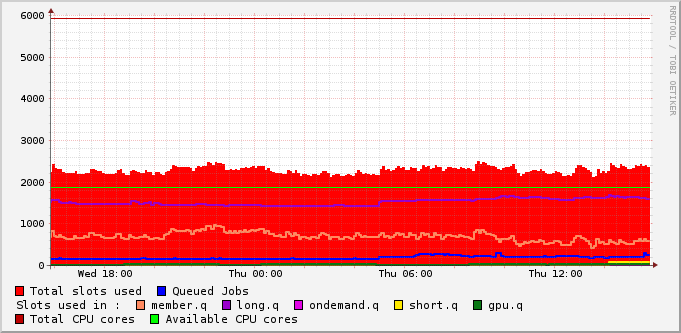 RRDTOOL / TOBI OETIKER
6000
5000
4000
3000
2000
1000
0
Wed 18:00 Thu 00:00 Thu 06:00 Thu 12:00
Total slots used Queued Jobs
Slots used in : member.q long.q ondemand.q short.q gpu.q
Total CPU cores Available CPU cores